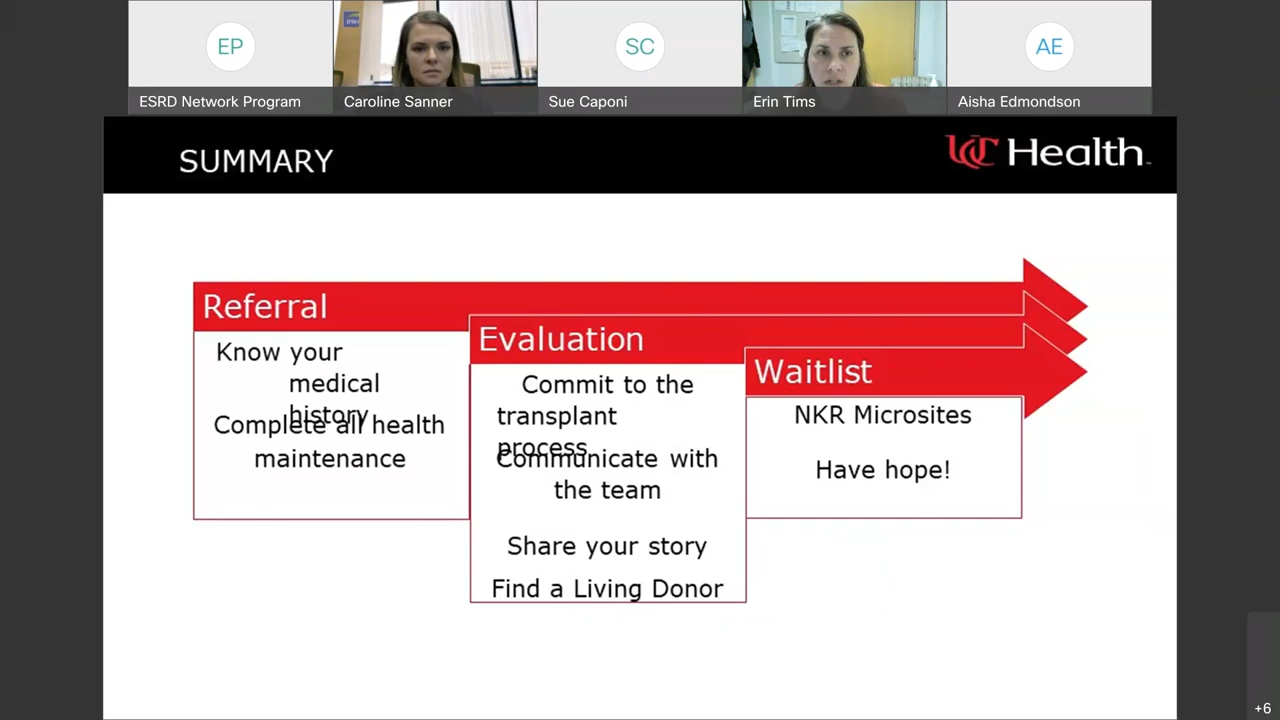 EP
SC
AE
ESRD Network Program
Caroline Sanner
Sue Caponi
Erin Tims
Aisha Edmondson
SUMMARY
UC Health
Referral
Know your
medical
history
Complete all health
maintenance
Evaluation
Commit to the
transplant
process
Communicate with
the team
Share your story
Find a Living Donor
Waitlist
NKR Microsites
Have hope!
+6